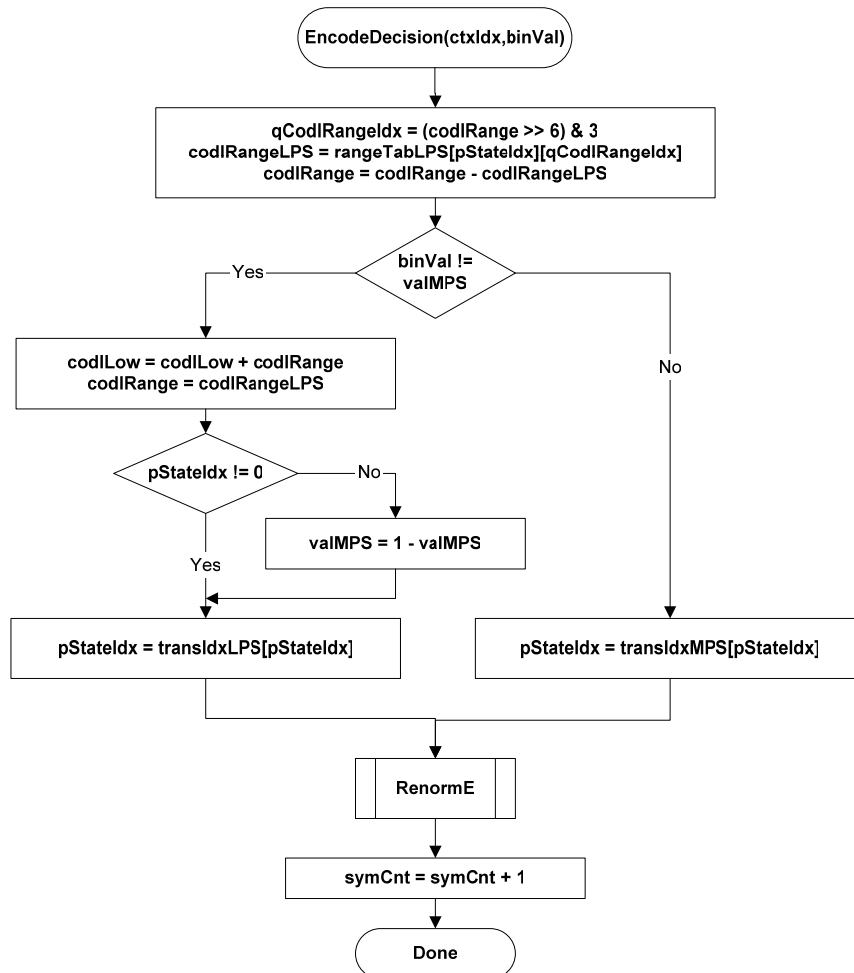 EncodeDecision(ctxIdx,binVal)
qCodIRangeIdx = (codIRange >> 6) & 3
codIRangeLPS = rangeTabLPS[pStateIdx][qCodIRangeIdx]
codIRange = codIRange - codIRangeLPS
binVal !=
valMPS
Yes
No
codILow = codILow + codIRange
codIRange = codIRangeLPS
pStateIdx != 0
No
valMPS = 1 - valMPS
Yes
pStateIdx = transIdxLPS[pStateIdx]
pStateIdx = transIdxMPS[pStateIdx]
RenormE
symCnt = symCnt + 1
Done